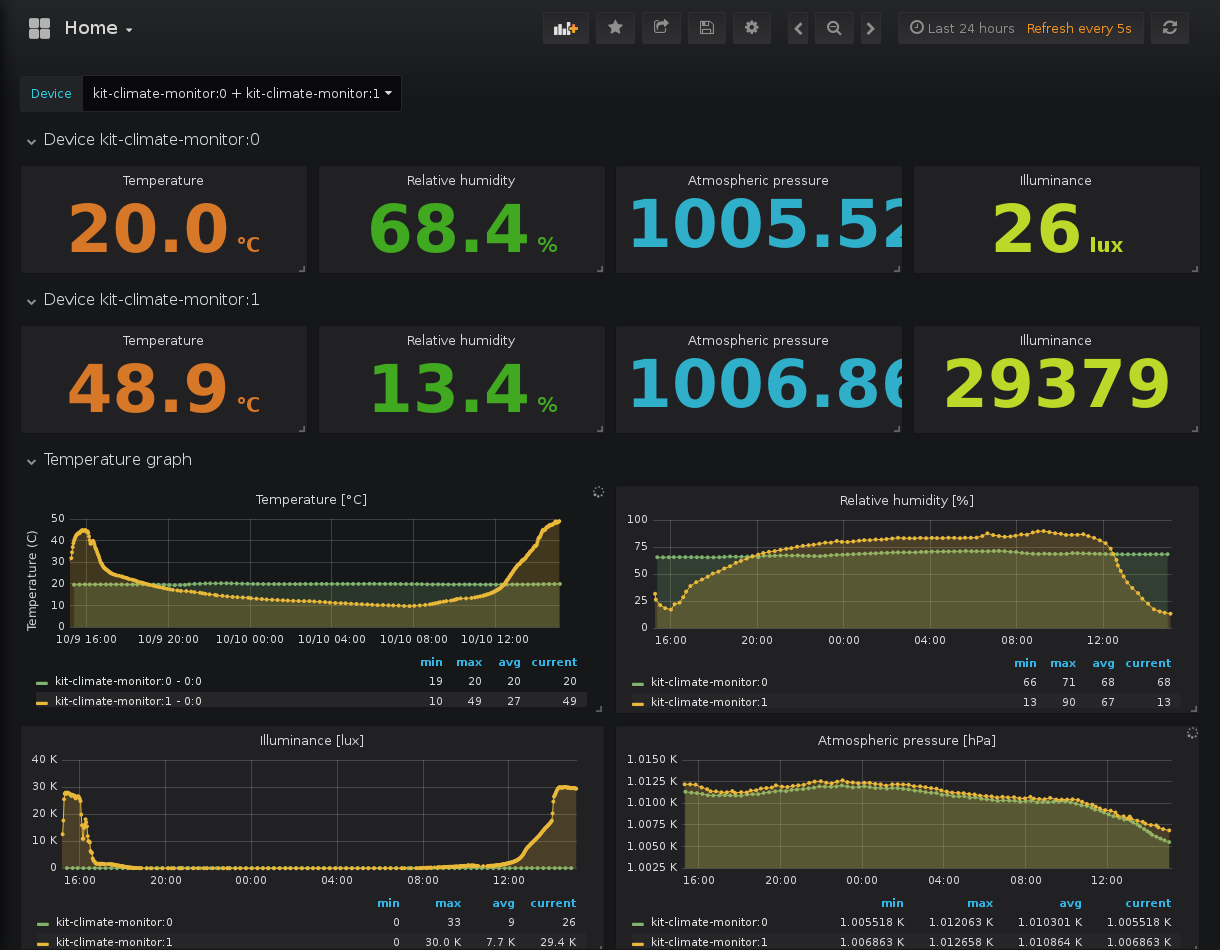 Home
Last 24 hours Refresh every 5s
Device kit-climate-monitor:0 + kit-climate-monitor:1
Device kit-climate-monitor:0
Temperature Relative humidity Atmospheric pressure Illuminance
20.0 °C 68.4 % 1005.52 26 lux
Device kit-climate-monitor:1
Temperature Relative humidity Atmospheric pressure Illuminance
48.9 °C 13.4 % 1006.86 29379
Temperature graph
Temperature [°C]
Temperature (C)
50
40
30
20
10
0
10/9 16:00 10/9 20:00 10/10 00:00 10/10 04:00 10/10 08:00 10/10 12:00
min max avg current
kit-climate-monitor:0 - 0:0 19 20 20 20
kit-climate-monitor:1 - 0:0 10 49 27 49
Relative humidity [%]
100
75
50
25
0
16:00 20:00 00:00 04:00 08:00 12:00
min max avg current
kit-climate-monitor:0 66 71 68 68
kit-climate-monitor:1 13 90 67 13
Illuminance [lux]
40 K
30 K
20 K
10 K
0
16:00 20:00 00:00 04:00 08:00 12:00
min max avg current
kit-climate-monitor:0 0 33 9 26
kit-climate-monitor:1 0 30.0 K 7.7 K 29.4 K
Atmospheric pressure [hPa]
1.0150 K
1.0125 K
1.0100 K
1.0075 K
1.0050 K
1.0025 K
16:00 20:00 00:00 04:00 08:00 12:00
min max avg current
kit-climate-monitor:0 1.005518 K 1.012063 K 1.010301 K 1.005518 K
kit-climate-monitor:1 1.006863 K 1.012658 K 1.010864 K 1.006863 K